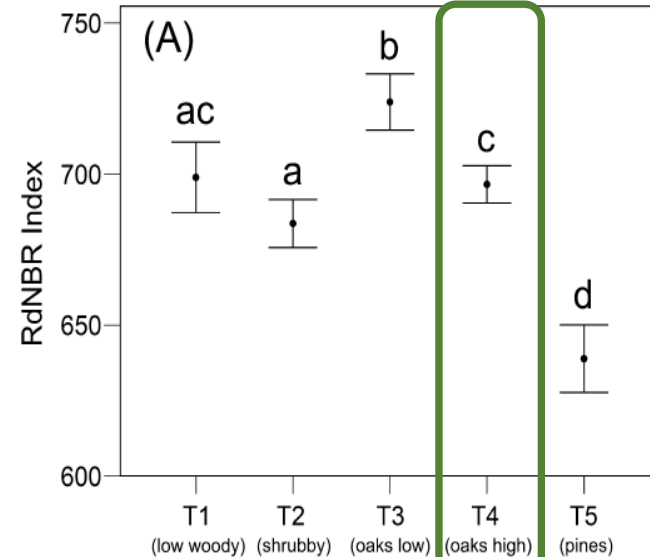 750
(A)
b
ac
c
a
700
RdNBR Index
650
d
600
T1 T2 T3 T4 T5
(low woody) (shrubby) (oaks low) (oaks high) (pines)